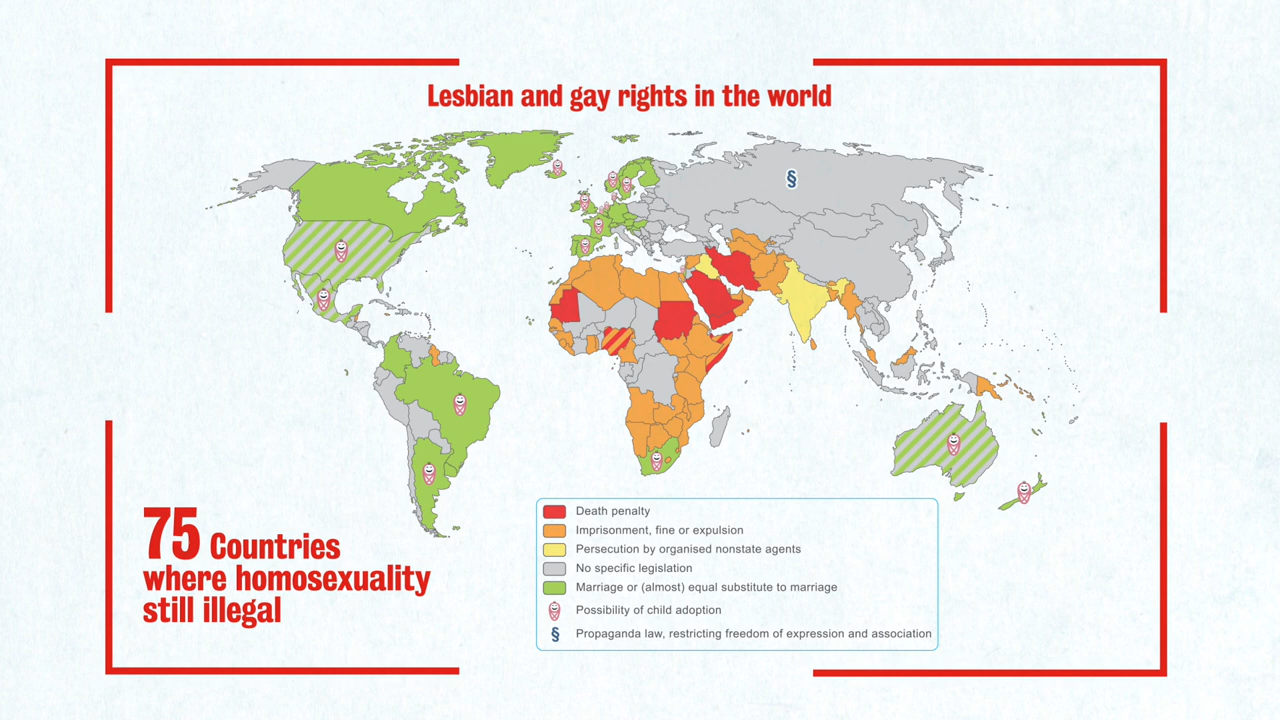 Lesbian and gay rights in the world
§
75 Countries
where homosexuality
still illegal
Death penalty
Imprisonment, fine or expulsion
Persecution by organised nonstate agents
No specific legislation
Marriage or (almost) equal substitute to marriage
Possibility of child adoption
§ Propaganda law, restricting freedom of expression and association